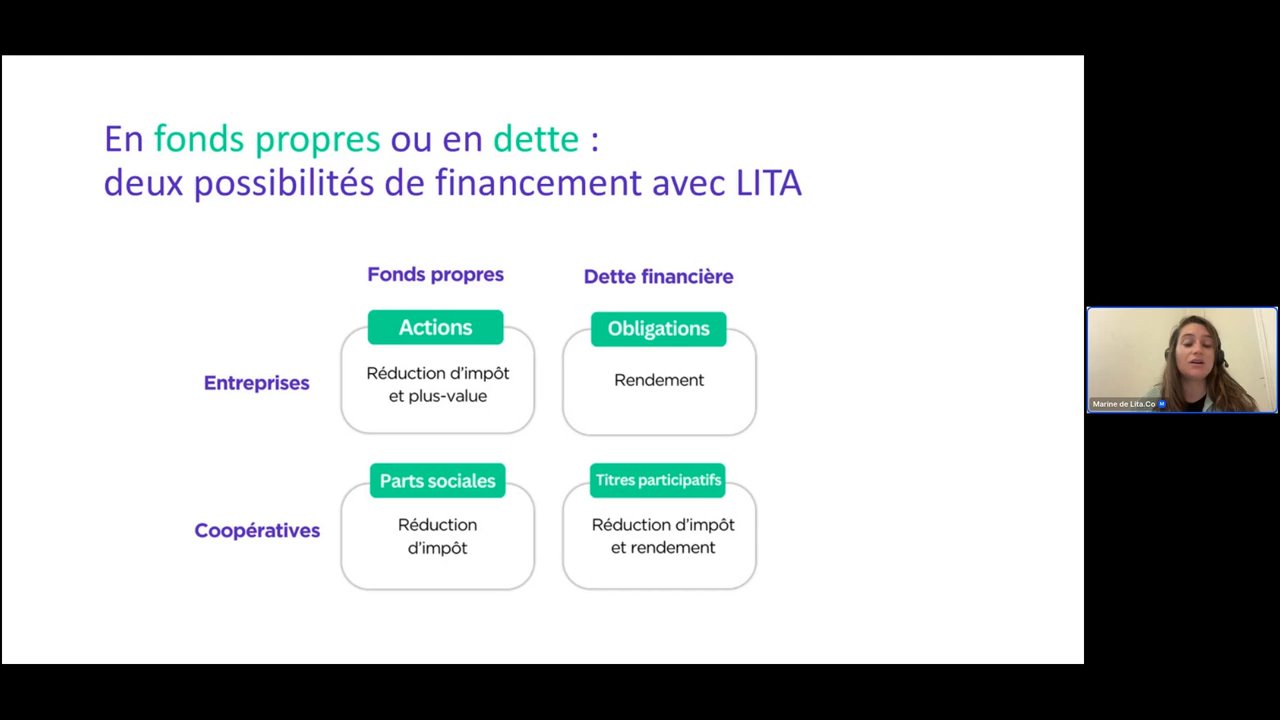 En fonds propres ou en dette :
deux possibilités de financement avec LITA
Fonds propres
Dette financière
Entreprises
Actions
Réduction d’impôt
et plus-value
Obligations
Rendement
Coopératives
Parts sociales
Réduction
d’impôt
Titres participatifs
Réduction d’impôt
et rendement
Marine de Lita.Co